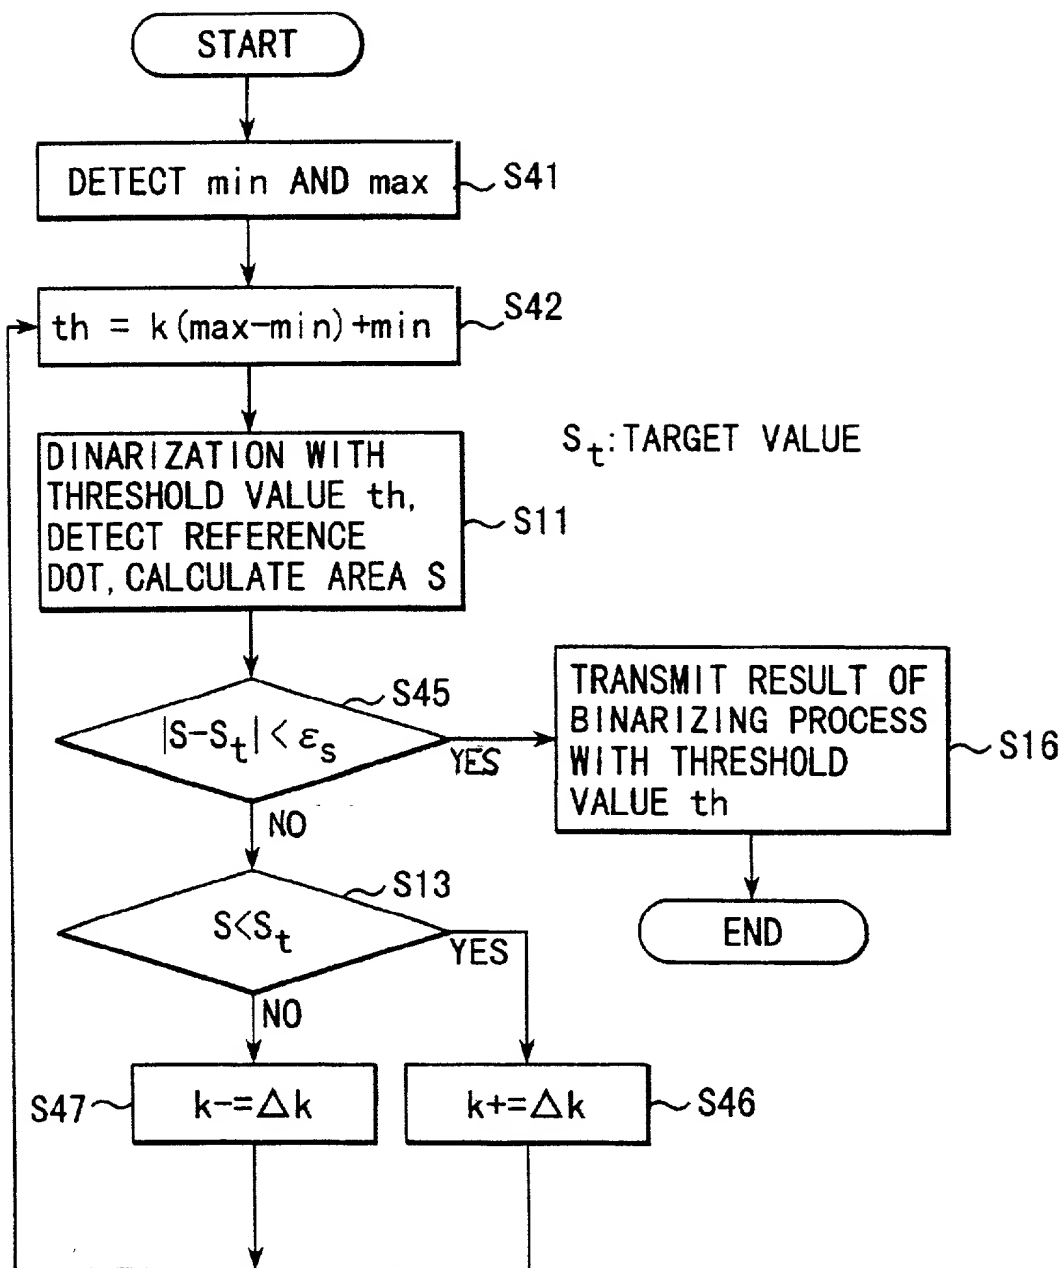 START
DETECT min AND max
S41
th = k(max-min)+min
S42
DINARIZATION WITH
THRESHOLD VALUE th,
DETECT REFERENCE
DOT, CALCULATE AREA S
S11
St: TARGET VALUE
|S-St| < εs
S45
YES
NO
TRANSMIT RESULT OF
BINARIZING PROCESS
WITH THRESHOLD
VALUE th
S16
END
S<St
S13
YES
NO
k-=Δk
S47
k+=Δk
S46